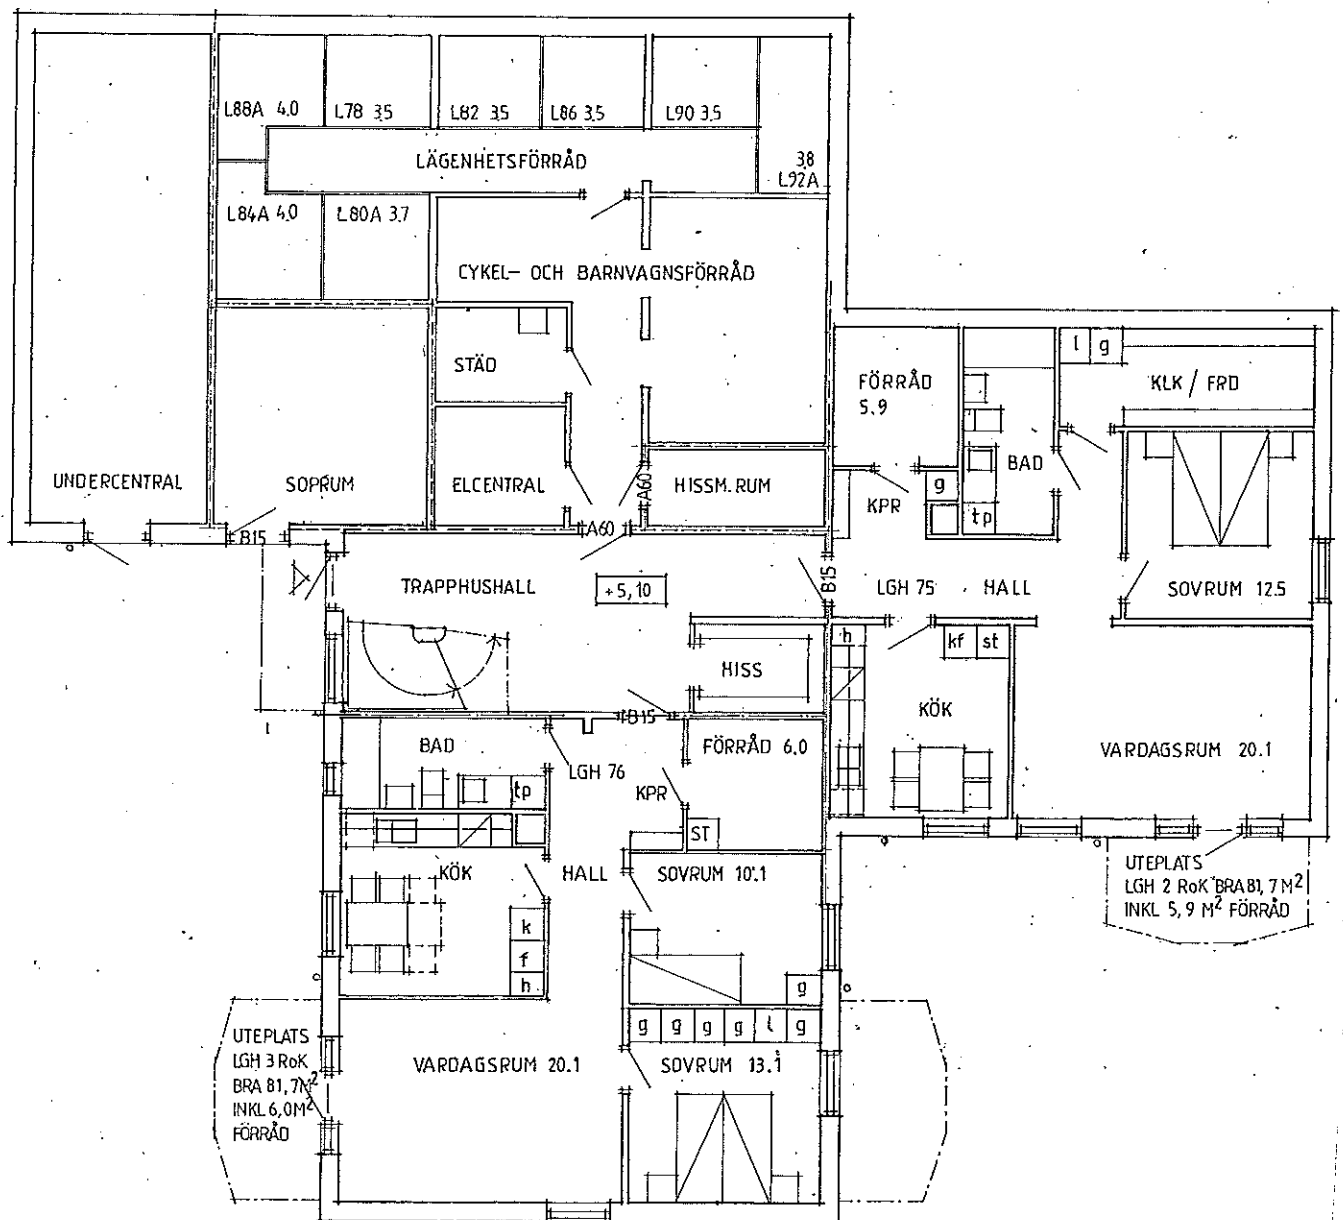 L88A 4.0
L78 3.5
L82 3.5
L86 3.5
L90 3.5
3.8
L92A
LÄGENHETSFÖRRÅD
L84A 4.0
L80A 3.7
CYKEL- OCH BARNVAGNSFÖRRÅD
STÄD
FÖRRÅD
5.9
l
g
KLK / FRD
UNDERCENTRAL
SOPRUM
ELCENTRAL
A60
HISSM. RUM
KPR
g
BAD
tp
B15
A60
TRAPPHUSHALL
+5,10
B15
LGH 75
HALL
SOVRUM 12.5
HISS
h
kf
st
KÖK
VARDAGSRUM 20.1
B15
BAD
LGH 76
FÖRRÅD 6.0
KPR
tp
ST
KÖK
HALL
SOVRUM 10.1
k
f
h
g
UTEPLATS
LGH 2 RoK BRA 81,7 M²
INKL 5,9 M² FÖRRÅD
g
g
g
g
l
g
UTEPLATS
LGH 3 RoK
BRA 81,7M²
INKL 6,0M²
FÖRRÅD
VARDAGSRUM 20.1
SOVRUM 13.1